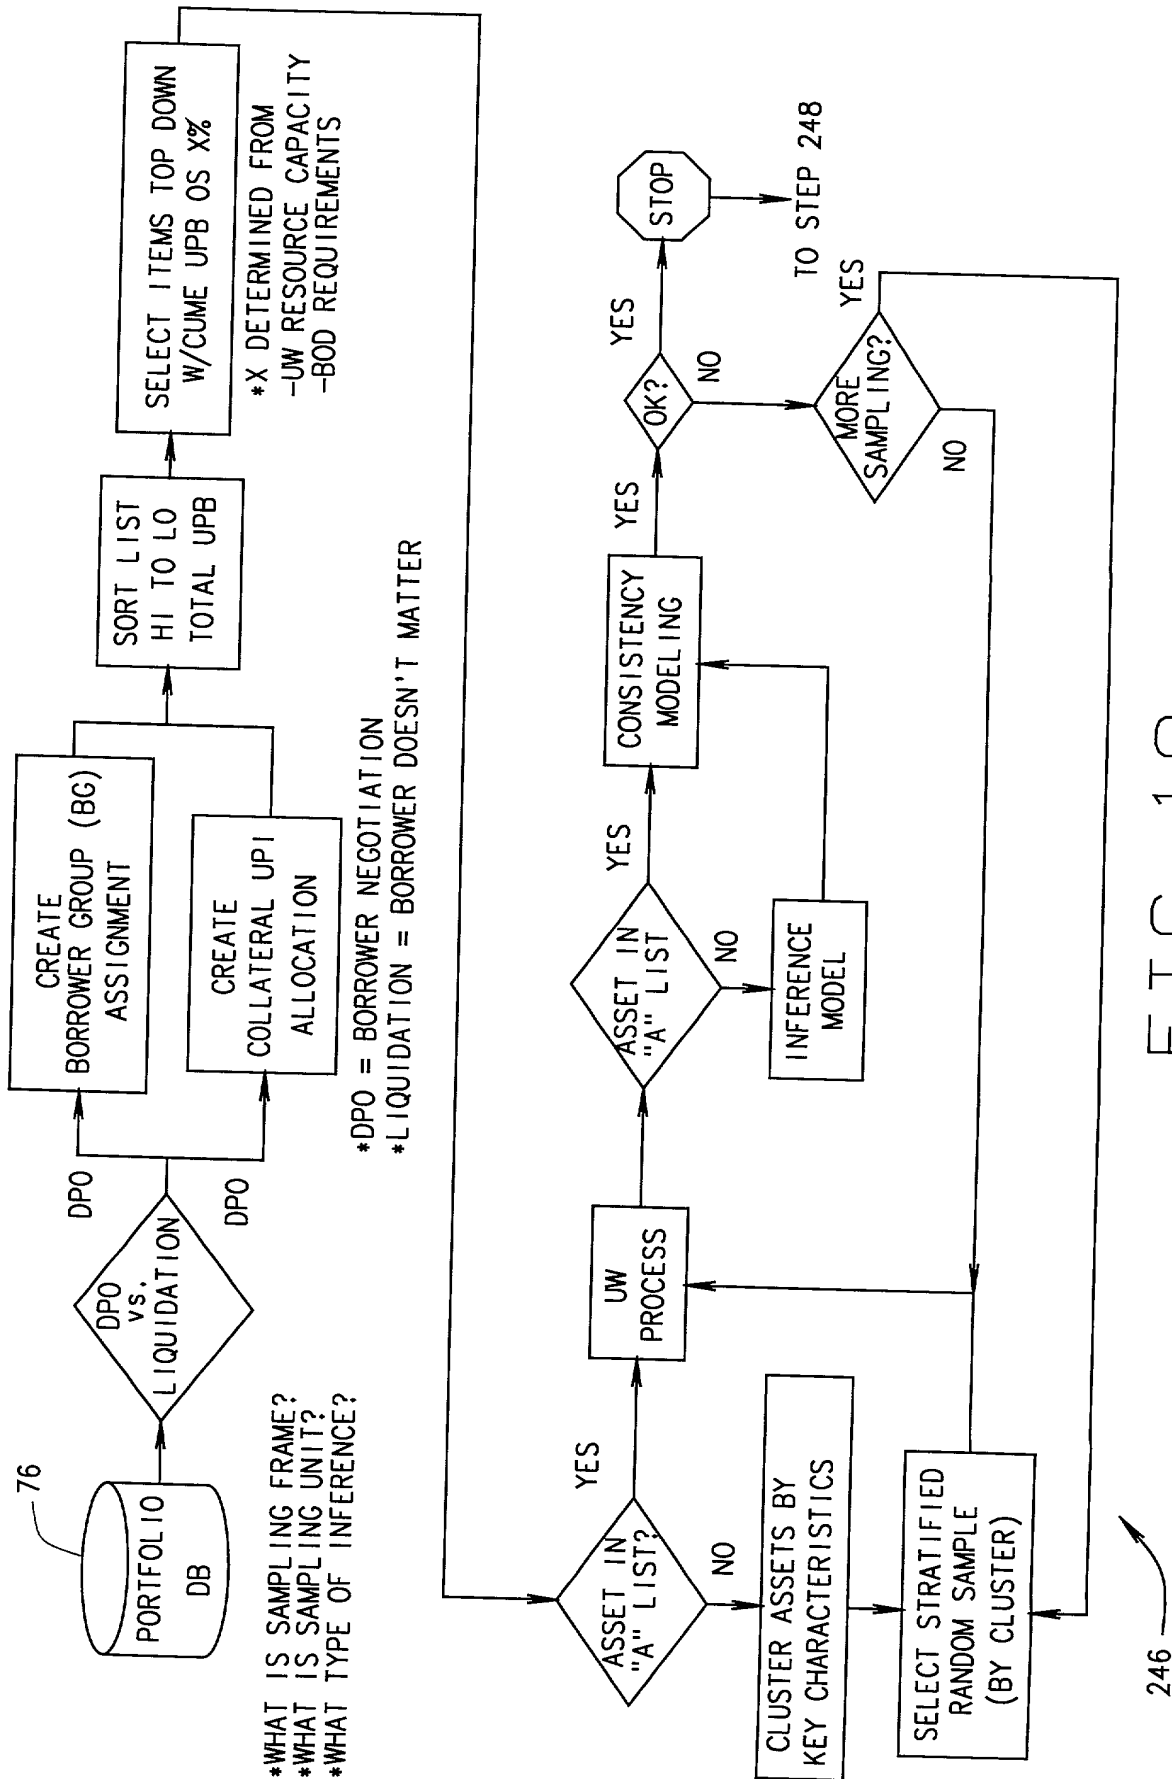 76
PORTFOLIO
DB
*WHAT IS SAMPLING FRAME?
*WHAT IS SAMPLING UNIT?
*WHAT TYPE OF INFERENCE?
DPO
vs.
LIQUIDATION
DPO
DPO
CREATE
BORROWER GROUP (BG)
ASSIGNMENT
CREATE
COLLATERAL UPI
ALLOCATION
*DPO = BORROWER NEGOTIATION
*LIQUIDATION = BORROWER DOESN'T MATTER
SORT LIST
HI TO LO
TOTAL UPB
SELECT ITEMS TOP DOWN
W/CUME UPB OS X%
*X DETERMINED FROM
-UW RESOURCE CAPACITY
-BOD REQUIREMENTS
ASSET IN
"A" LIST?
YES
NO
CLUSTER ASSETS BY
KEY CHARACTERISTICS
SELECT STRATIFIED
RANDOM SAMPLE
(BY CLUSTER)
UW
PROCESS
ASSET IN
"A" LIST
YES
NO
INFERENCE
MODEL
CONSISTENCY
MODELING
YES
OK?
YES
NO
STOP
TO STEP 248
MORE
SAMPLING?
YES
NO
246